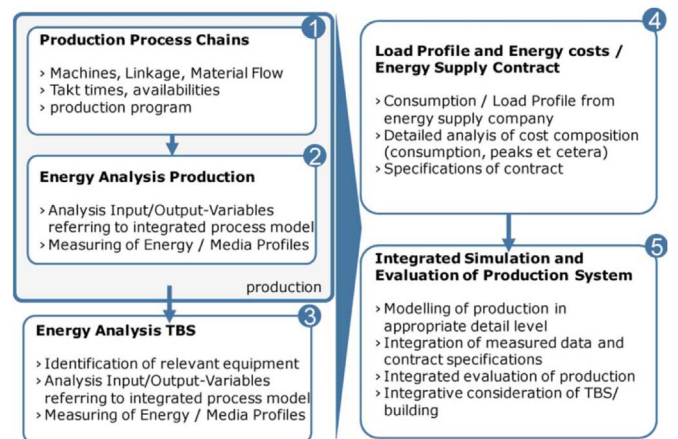 1
Production Process Chains
› Machines, Linkage, Material Flow
› Takt times, availabilities
› production program
2
Energy Analysis Production
› Analysis Input/Output-Variables
referring to integrated process model
› Measuring of Energy / Media Profiles
production
3
Energy Analysis TBS
› Identification of relevant equipment
› Analysis Input/Output-Variables
referring to integrated process model
› Measuring of Energy / Media Profiles
4
Load Profile and Energy costs /
Energy Supply Contract
› Consumption / Load Profile from
energy supply company
› Detailed analyis of cost composition
(consumption, peaks et cetera)
› Specifications of contract
5
Integrated Simulation and
Evaluation of Production System
› Modelling of production in
appropriate detail level
› Integration of measured data and
contract specifications
› Integrated evaluation of production
› Integrative consideration of TBS/
building